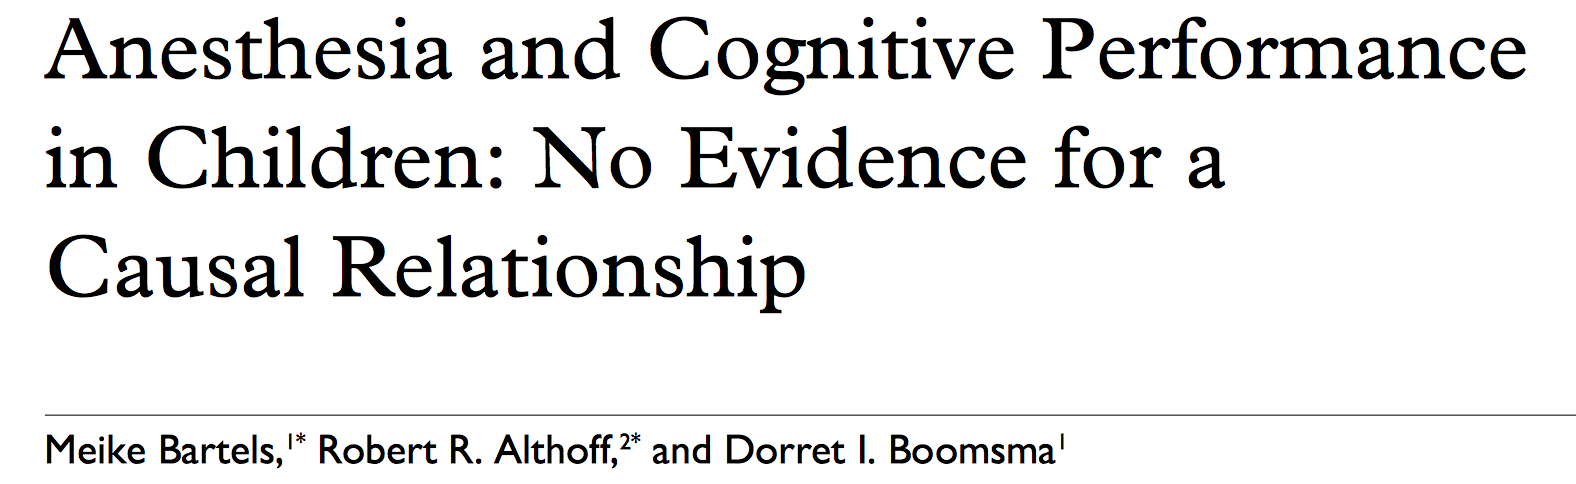 Anesthesia and Cognitive Performance
in Children: No Evidence for a
Causal Relationship
Meike Bartels,¹* Robert R. Althoff,²* and Dorret I. Boomsma¹